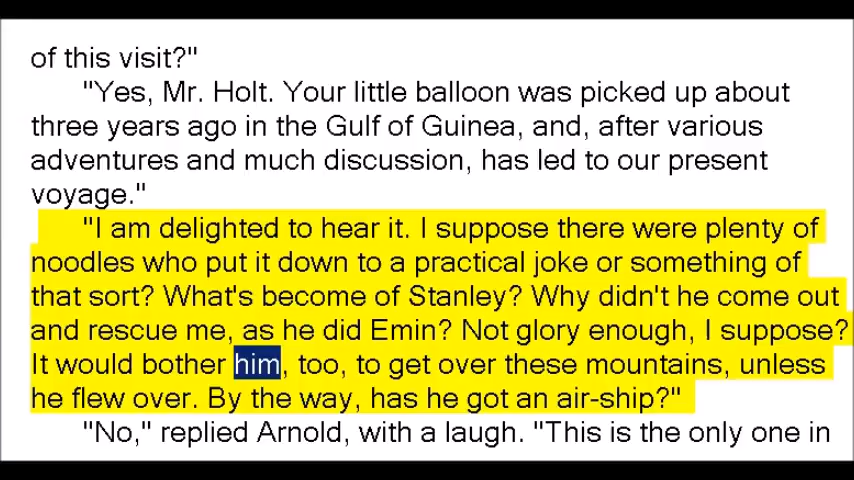 of this visit?"
"Yes, Mr. Holt. Your little balloon was picked up about
three years ago in the Gulf of Guinea, and, after various
adventures and much discussion, has led to our present
voyage."
"I am delighted to hear it. I suppose there were plenty of
noodles who put it down to a practical joke or something of
that sort? What's become of Stanley? Why didn't he come out
and rescue me, as he did Emin? Not glory enough, I suppose?
It would bother him, too, to get over these mountains, unless
he flew over. By the way, has he got an air-ship?"
"No," replied Arnold, with a laugh. "This is the only one in